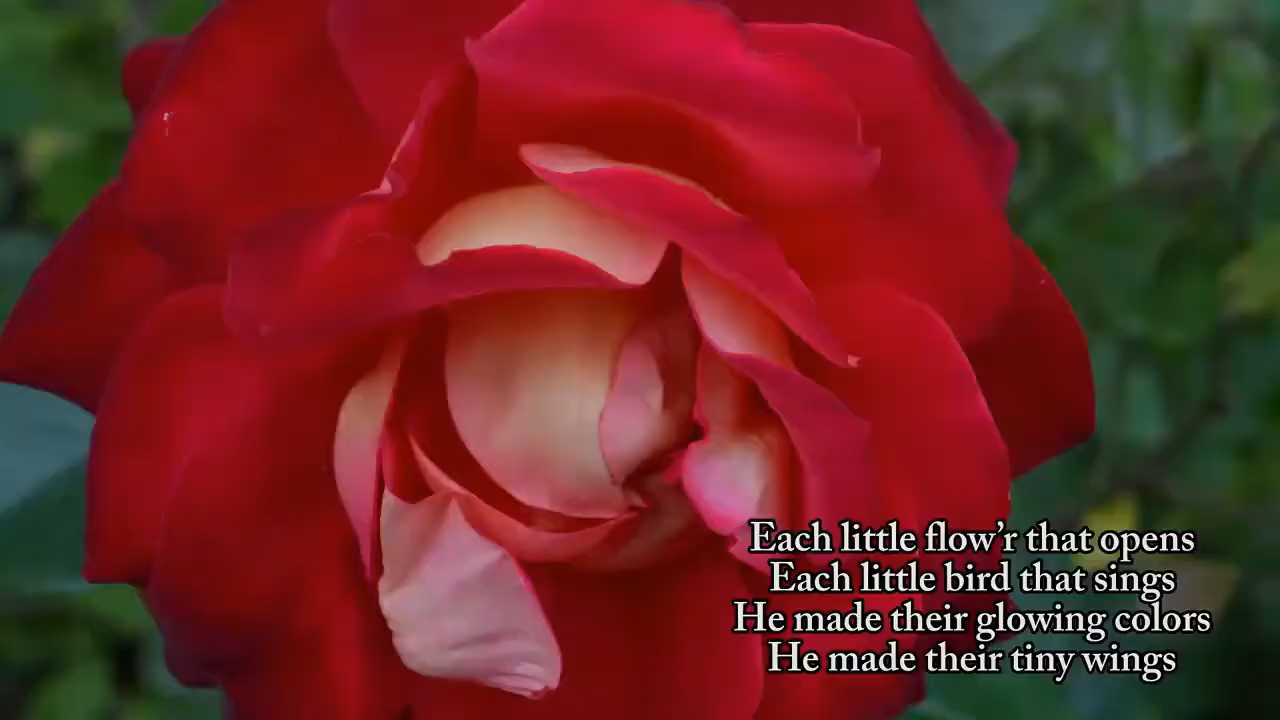 Each little flow’r that opens
Each little bird that sings
He made their glowing colors
He made their tiny wings